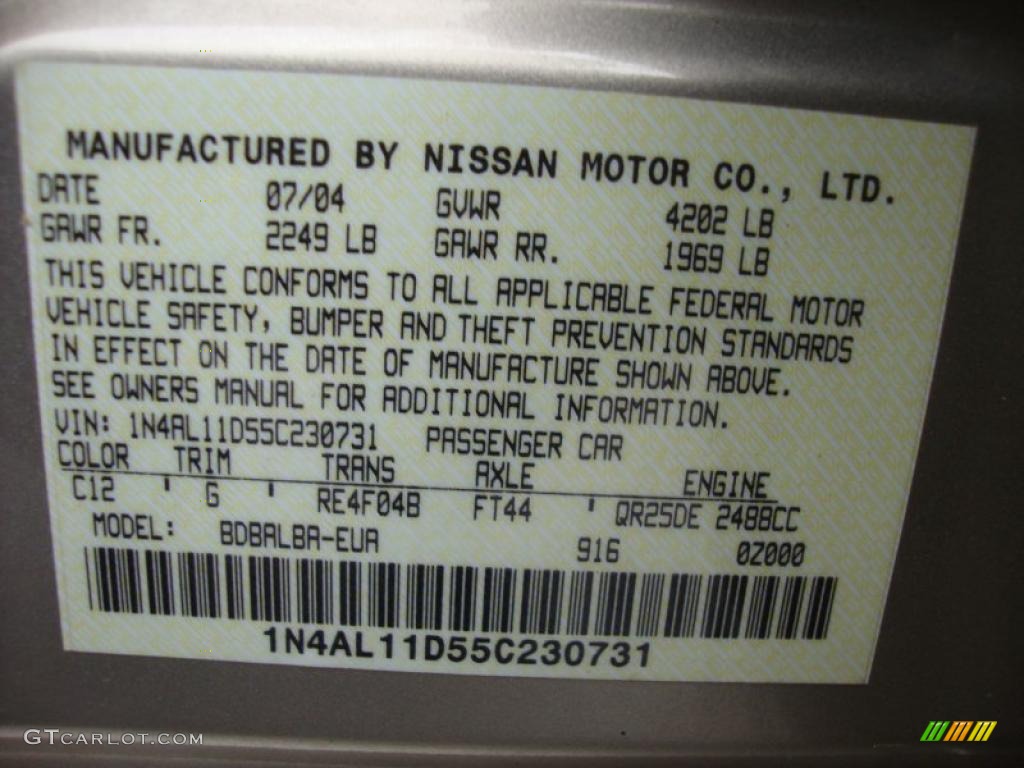 MANUFACTURED BY NISSAN MOTOR CO., LTD.
DATE 07/04 GVWR 4202 LB
GAWR FR. 2249 LB GAWR RR. 1969 LB
THIS VEHICLE CONFORMS TO ALL APPLICABLE FEDERAL MOTOR
VEHICLE SAFETY, BUMPER AND THEFT PREVENTION STANDARDS
IN EFFECT ON THE DATE OF MANUFACTURE SHOWN ABOVE.
SEE OWNERS MANUAL FOR ADDITIONAL INFORMATION.
VIN: 1N4AL11D55C230731 PASSENGER CAR
COLOR TRIM TRANS AXLE ENGINE
C12 ' G ' RE4F04B FT44 ' QR25DE 2488CC
MODEL: BDBALBA-EUA 916 0Z000
1N4AL11D55C230731
GTCARLOT.COM